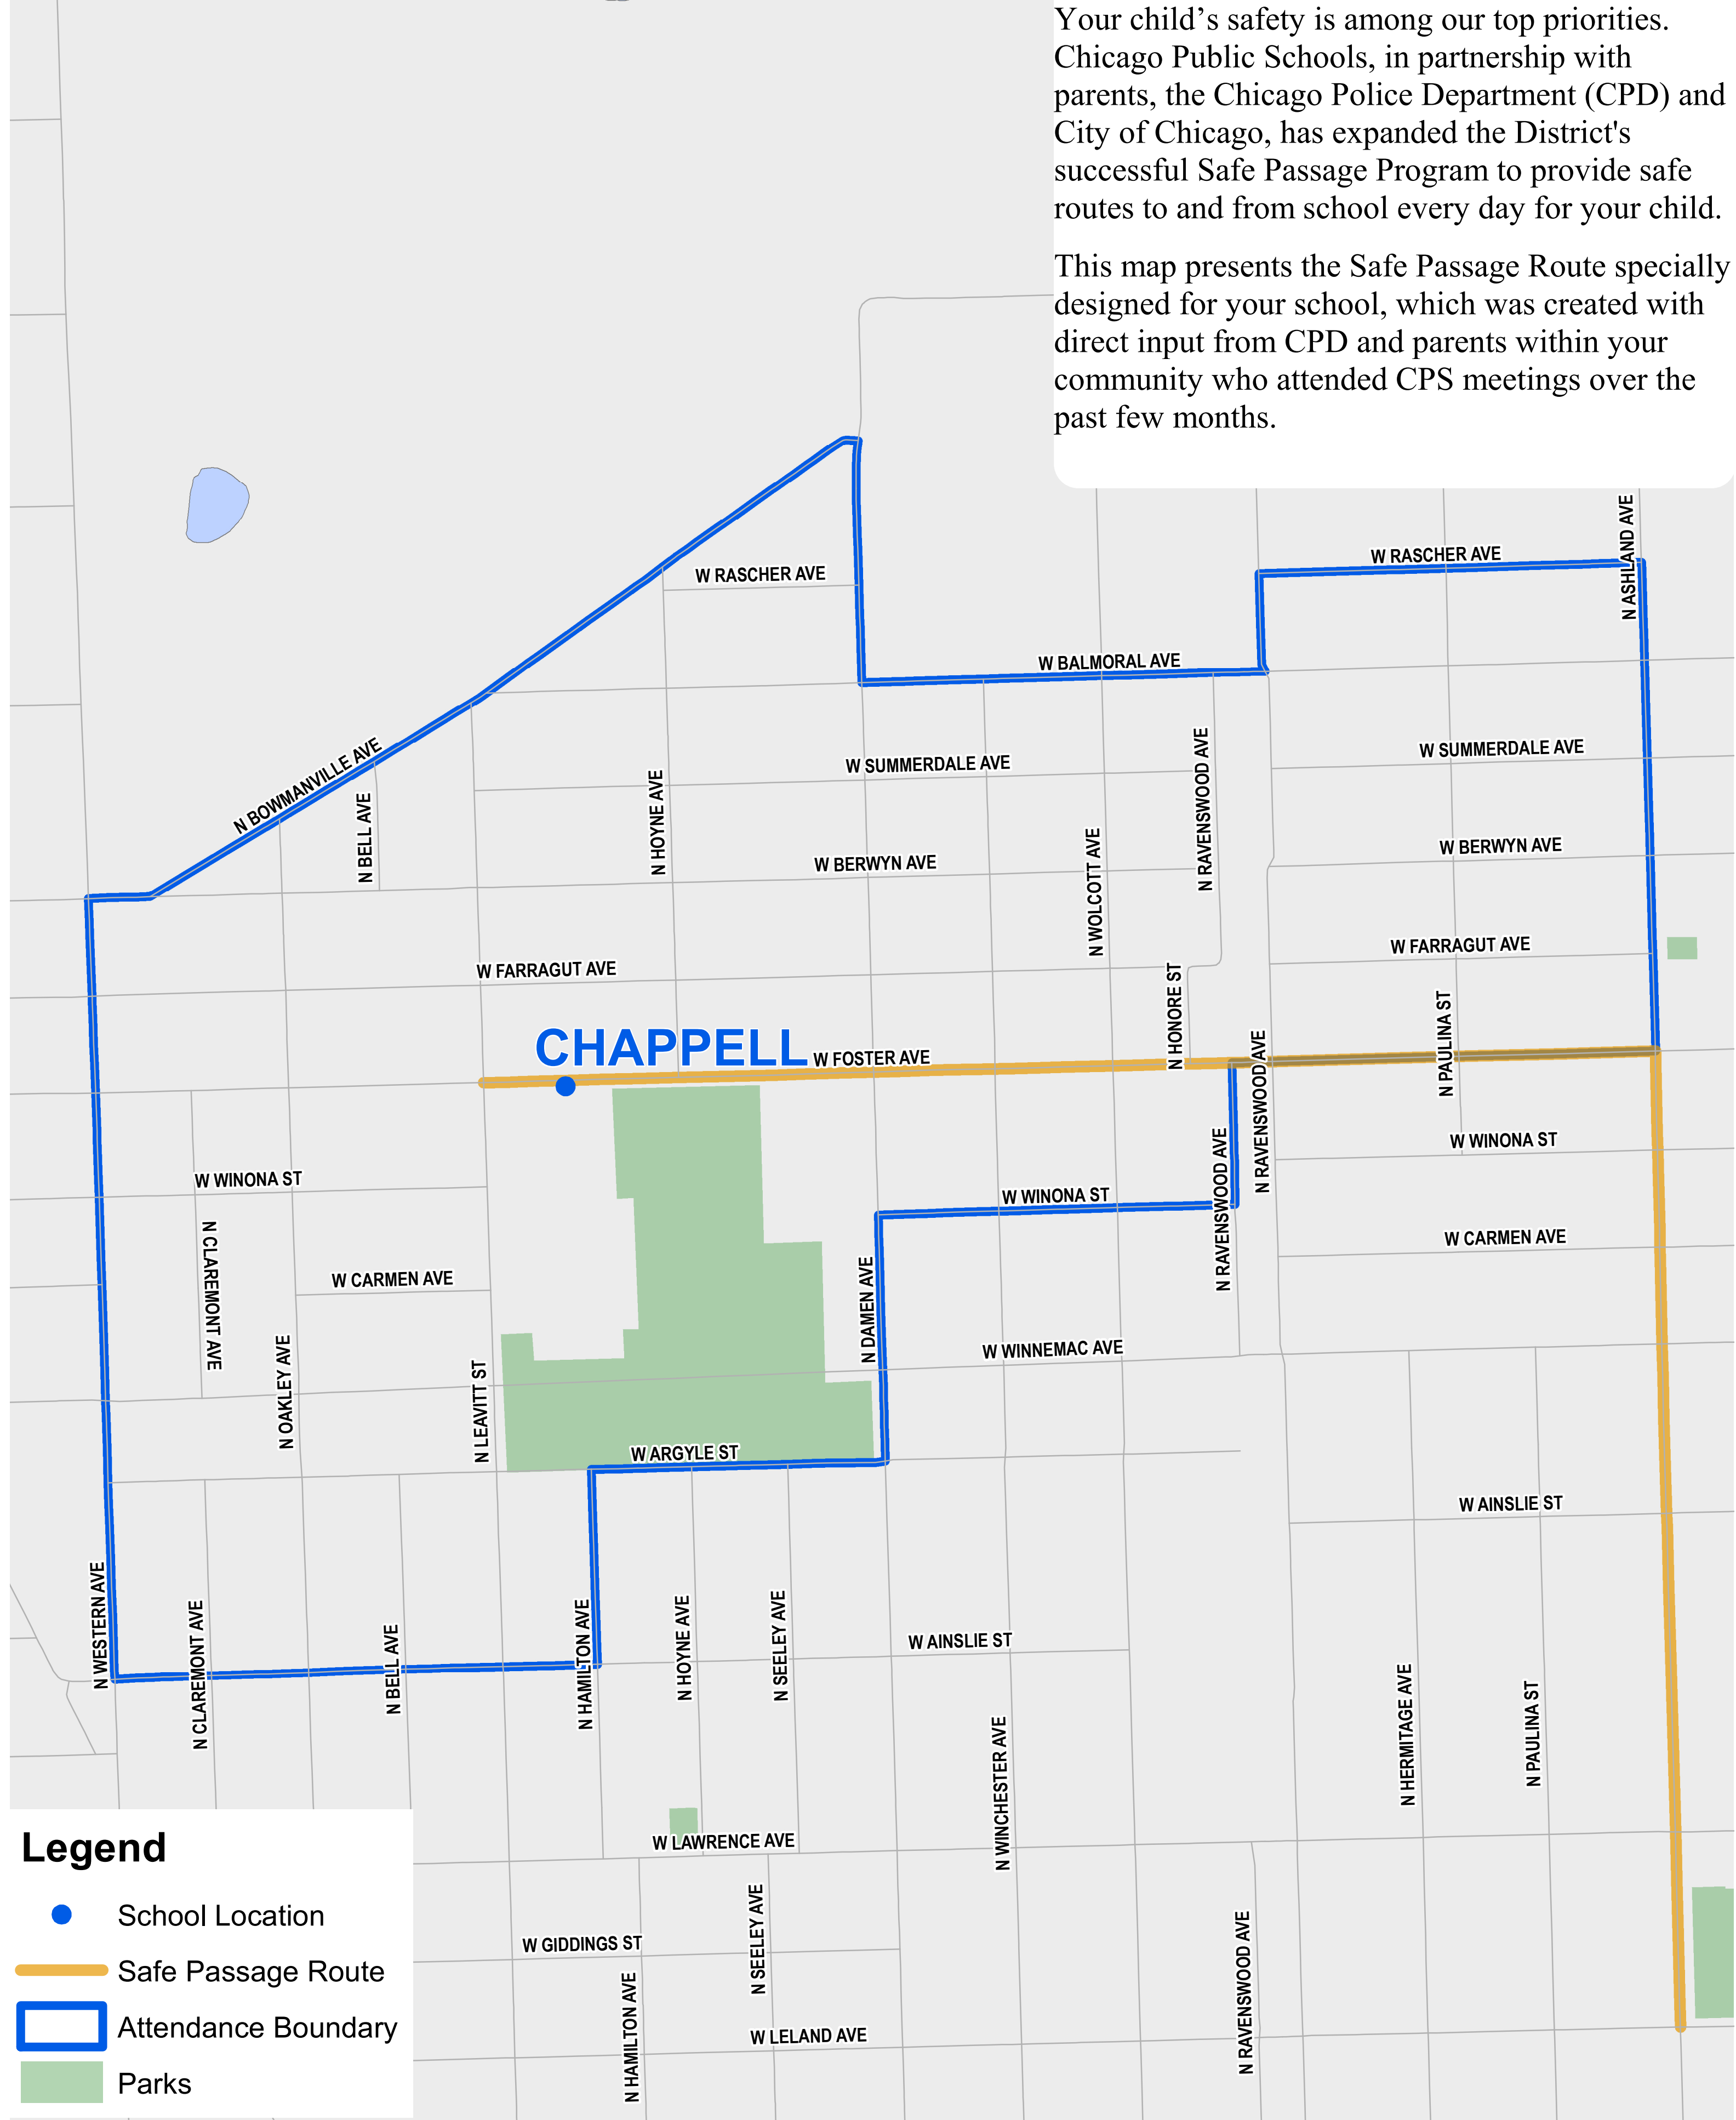 Your child’s safety is among our top priorities.
Chicago Public Schools, in partnership with
parents, the Chicago Police Department (CPD) and
City of Chicago, has expanded the District's
successful Safe Passage Program to provide safe
routes to and from school every day for your child.
This map presents the Safe Passage Route specially
designed for your school, which was created with
direct input from CPD and parents within your
community who attended CPS meetings over the
past few months.
N ASHLAND AVE
W RASCHER AVE
W RASCHER AVE
W BALMORAL AVE
N BOWMANVILLE AVE
N BELL AVE
N HOYNE AVE
W SUMMERDALE AVE
W SUMMERDALE AVE
N RAVENSWOOD AVE
N WOLCOTT AVE
W BERWYN AVE
W BERWYN AVE
W FARRAGUT AVE
W FARRAGUT AVE
N HONORE ST
N PAULINA ST
CHAPPELL
W FOSTER AVE
N RAVENSWOOD AVE
N RAVENSWOOD AVE
W WINONA ST
W WINONA ST
W WINONA ST
N CLAREMONT AVE
W CARMEN AVE
W CARMEN AVE
N DAMEN AVE
N OAKLEY AVE
N LEAVITT ST
W WINNEMAC AVE
W ARGYLE ST
W AINSLIE ST
N WESTERN AVE
N CLAREMONT AVE
N BELL AVE
N HAMILTON AVE
N HOYNE AVE
N SEELEY AVE
W AINSLIE ST
N WINCHESTER AVE
N HERMITAGE AVE
N PAULINA ST
W LAWRENCE AVE
N SEELEY AVE
W GIDDINGS ST
N HAMILTON AVE
N RAVENSWOOD AVE
W LELAND AVE
Legend
School Location
Safe Passage Route
Attendance Boundary
Parks